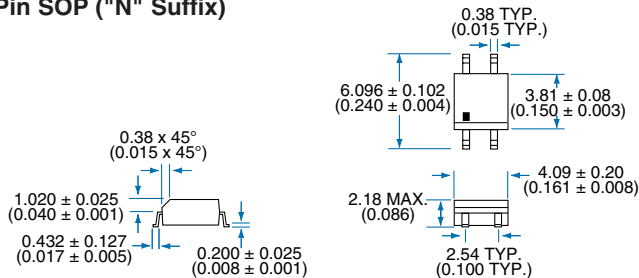 Pin SOP ("N" Suffix)
0.38 TYP.
(0.015 TYP.)
6.096 ± 0.102
(0.240 ± 0.004)
3.81 ± 0.08
(0.150 ± 0.003)
0.38 x 45°
(0.015 x 45°)
1.020 ± 0.025
(0.040 ± 0.001)
0.432 ± 0.127
(0.017 ± 0.005)
0.200 ± 0.025
(0.008 ± 0.001)
4.09 ± 0.20
(0.161 ± 0.008)
2.18 MAX.
(0.086)
2.54 TYP.
(0.100 TYP.)